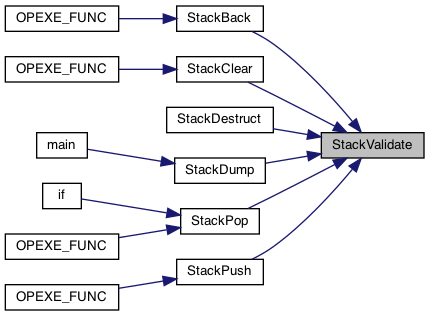 OPEXE_FUNC
StackBack
OPEXE_FUNC
StackClear
StackDestruct
StackValidate
main
StackDump
if
StackPop
OPEXE_FUNC
StackPush
OPEXE_FUNC